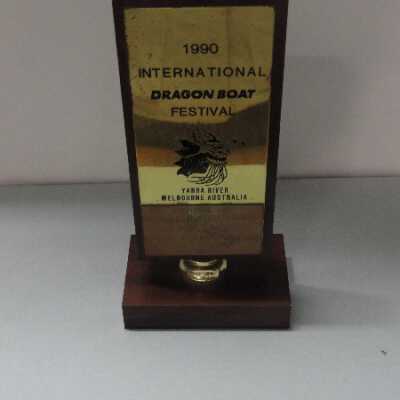 1990
INTERNATIONAL
DRAGON BOAT
FESTIVAL
YARRA RIVER
MELBOURNE AUSTRALIA